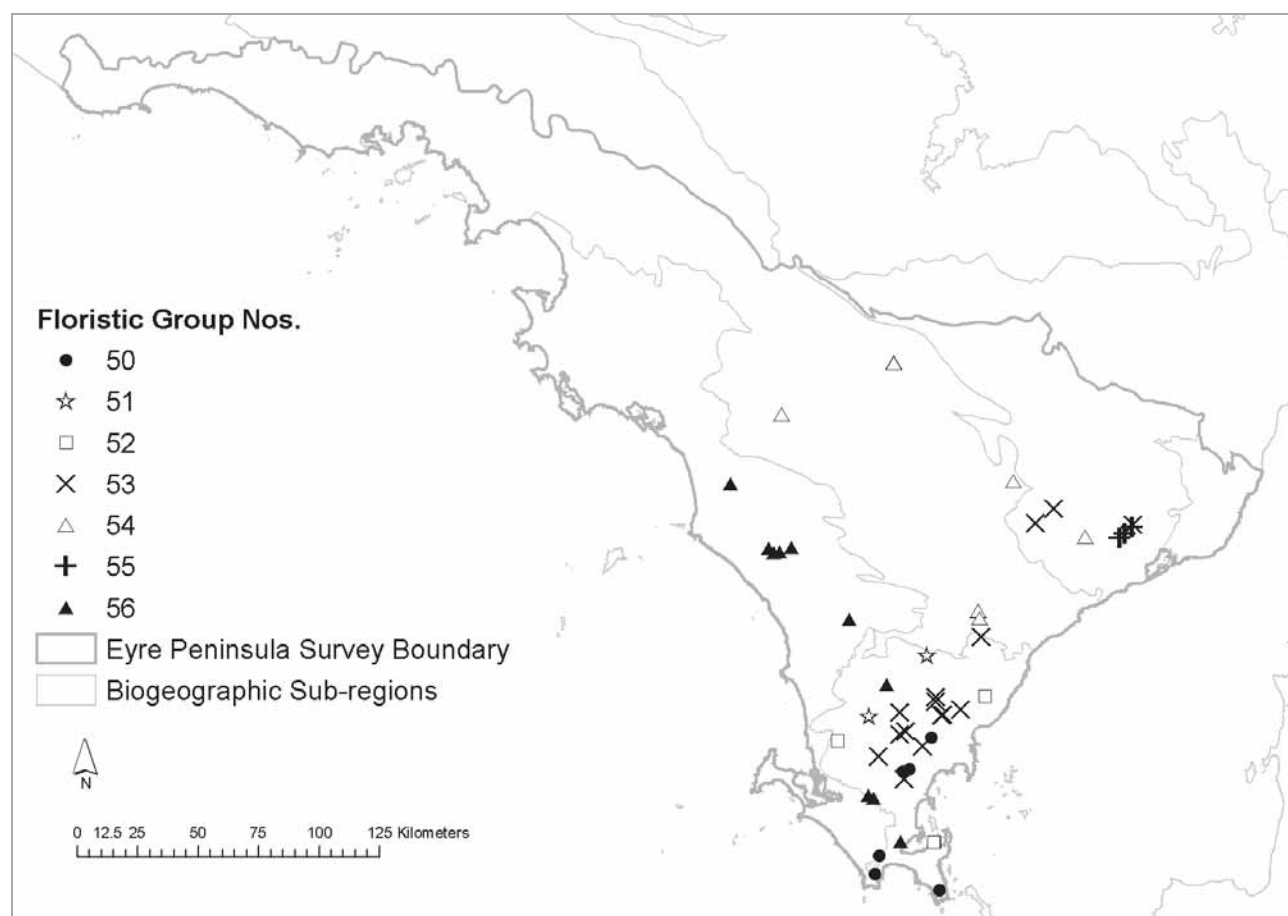 Floristic Group Nos.
50
51
52
53
54
55
56
Eyre Peninsula Survey Boundary
Biogeographic Sub-regions
N
0 12.5 25 50 75 100 125 Kilometers